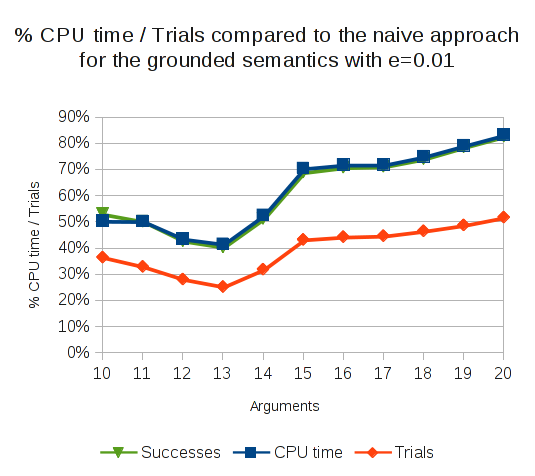 % CPU time / Trials compared to the naive approach
for the grounded semantics with e=0.01
90%
80%
70%
60%
50%
40%
30%
20%
10%
0%
% CPU time / Trials
10 11 12 13 14 15 16 17 18 19 20
Arguments
Successes CPU time Trials